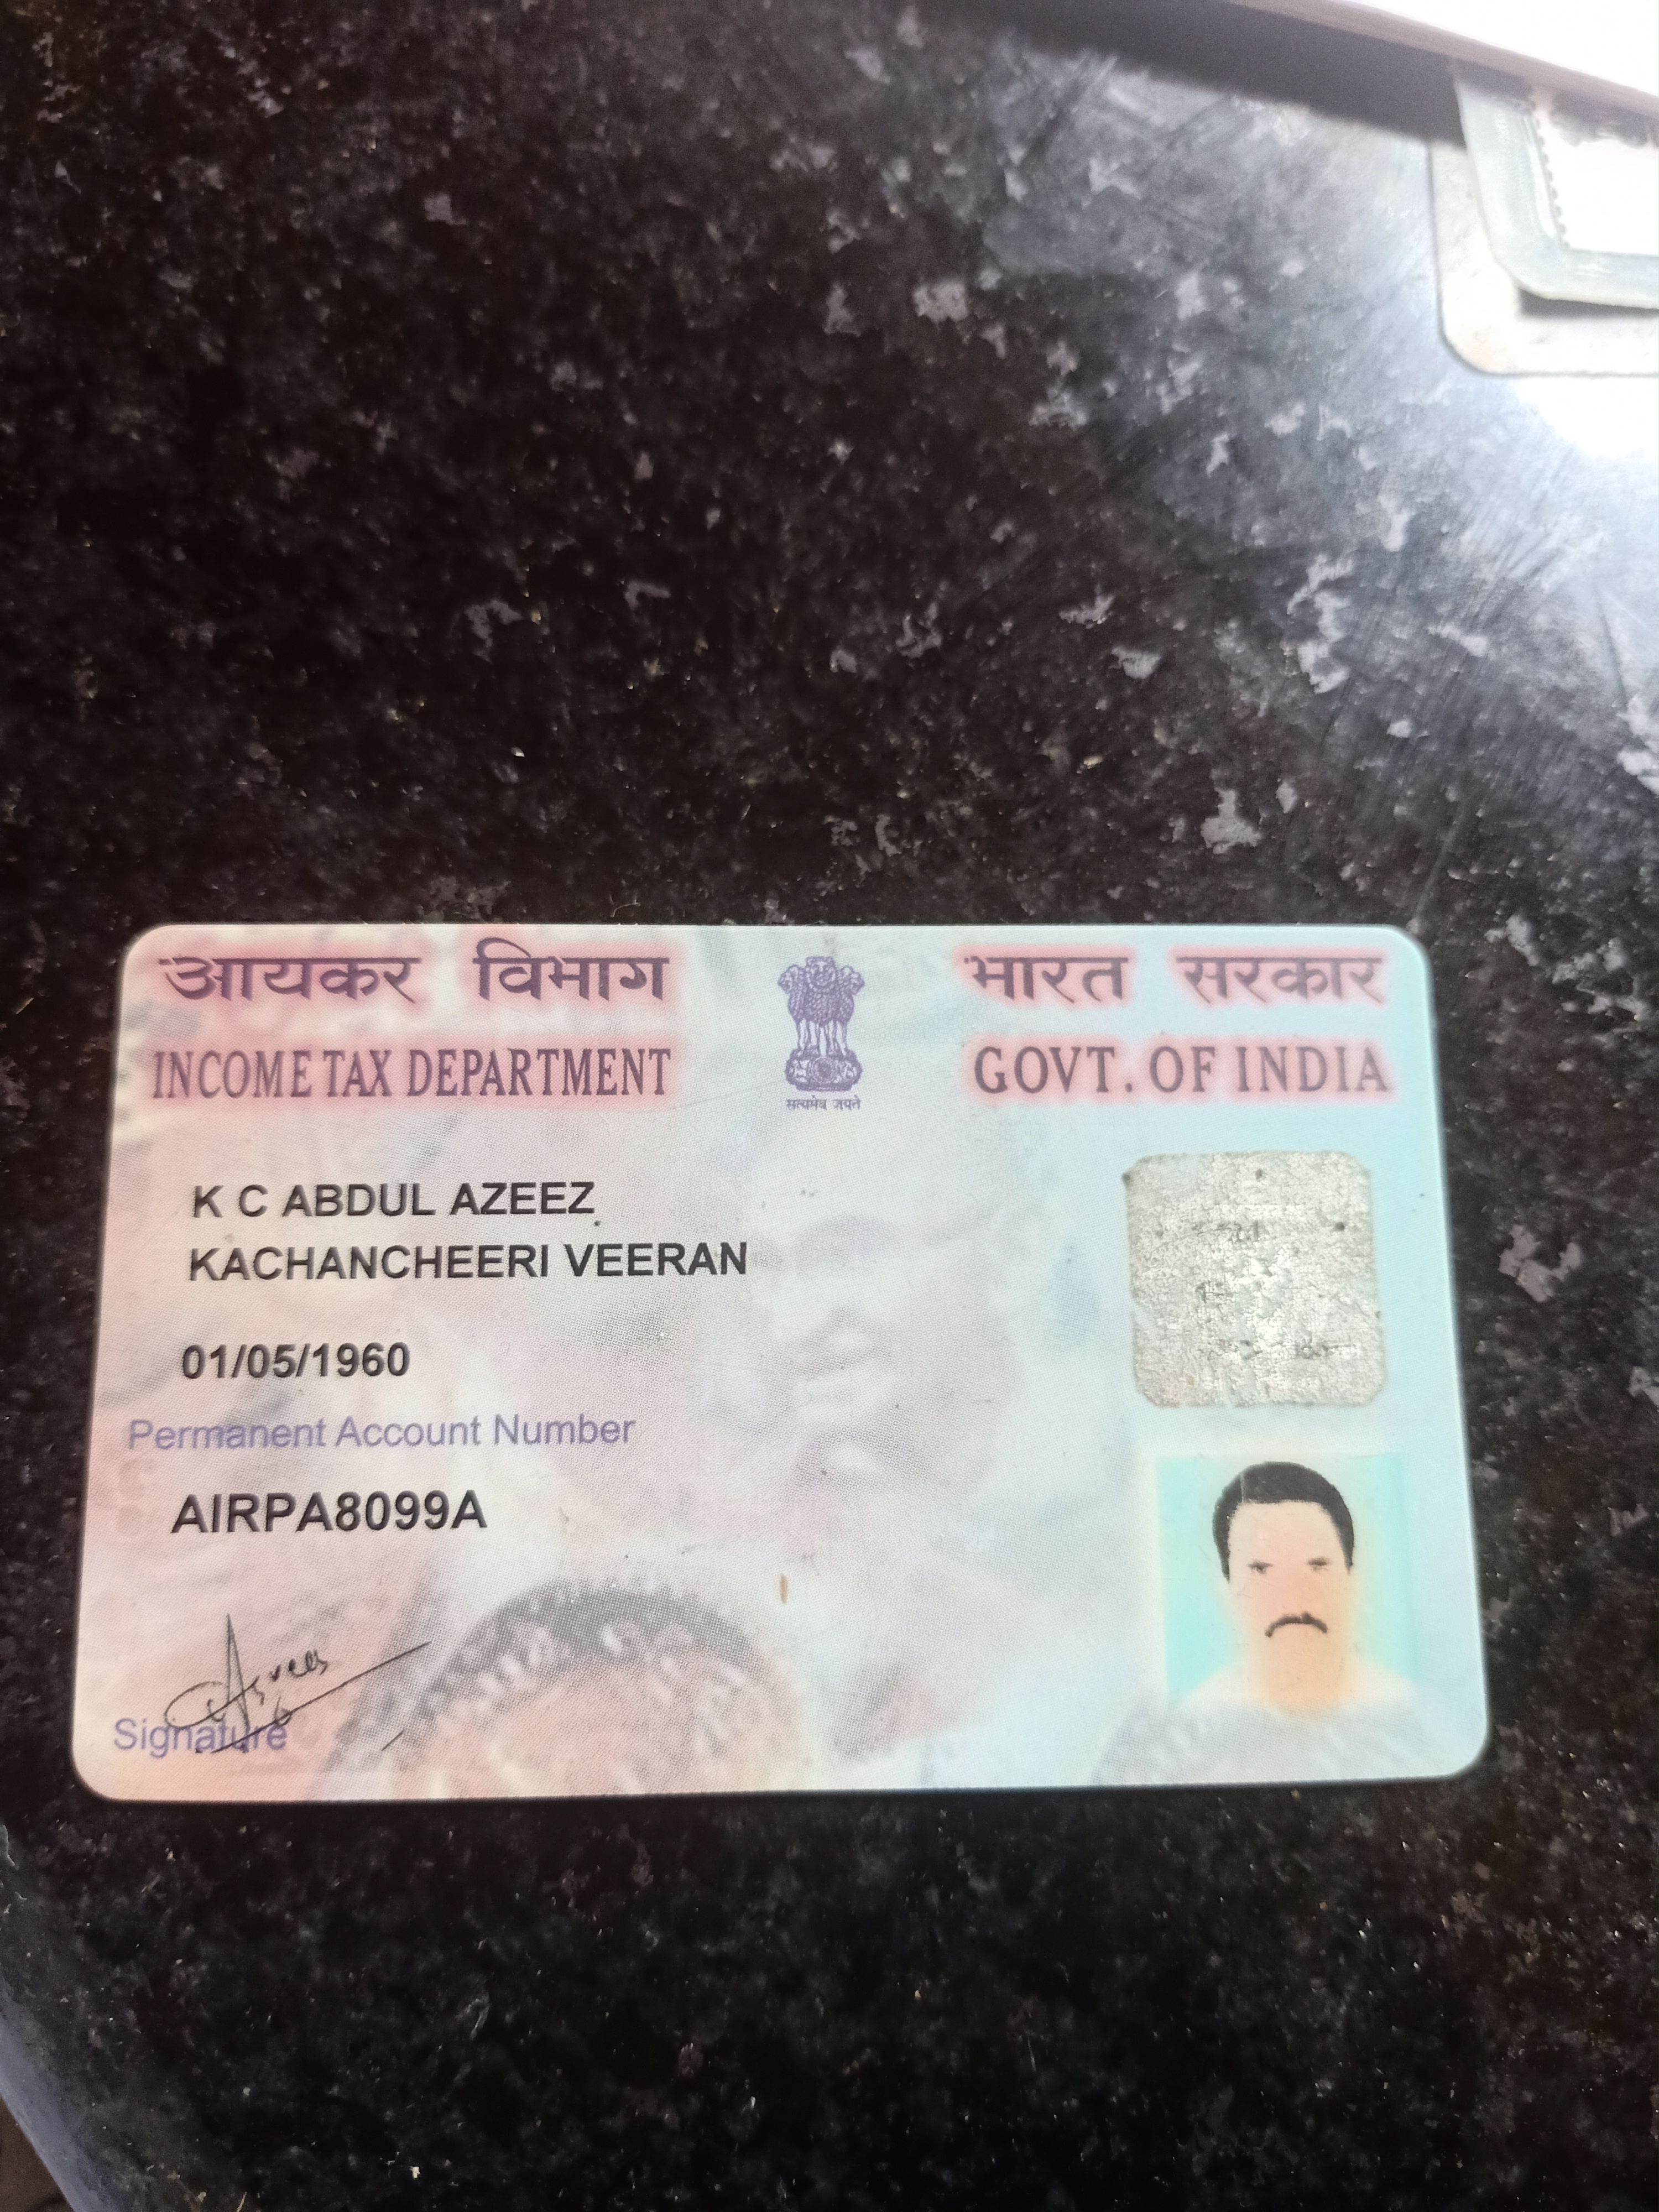 आयकर विभाग
भारत सरकार
INCOME TAX DEPARTMENT
GOVT. OF INDIA
सत्यमेव जयते
K C ABDUL AZEEZ
KACHANCHEERI VEERAN
01/05/1960
Permanent Account Number
AIRPA8099A
Signature